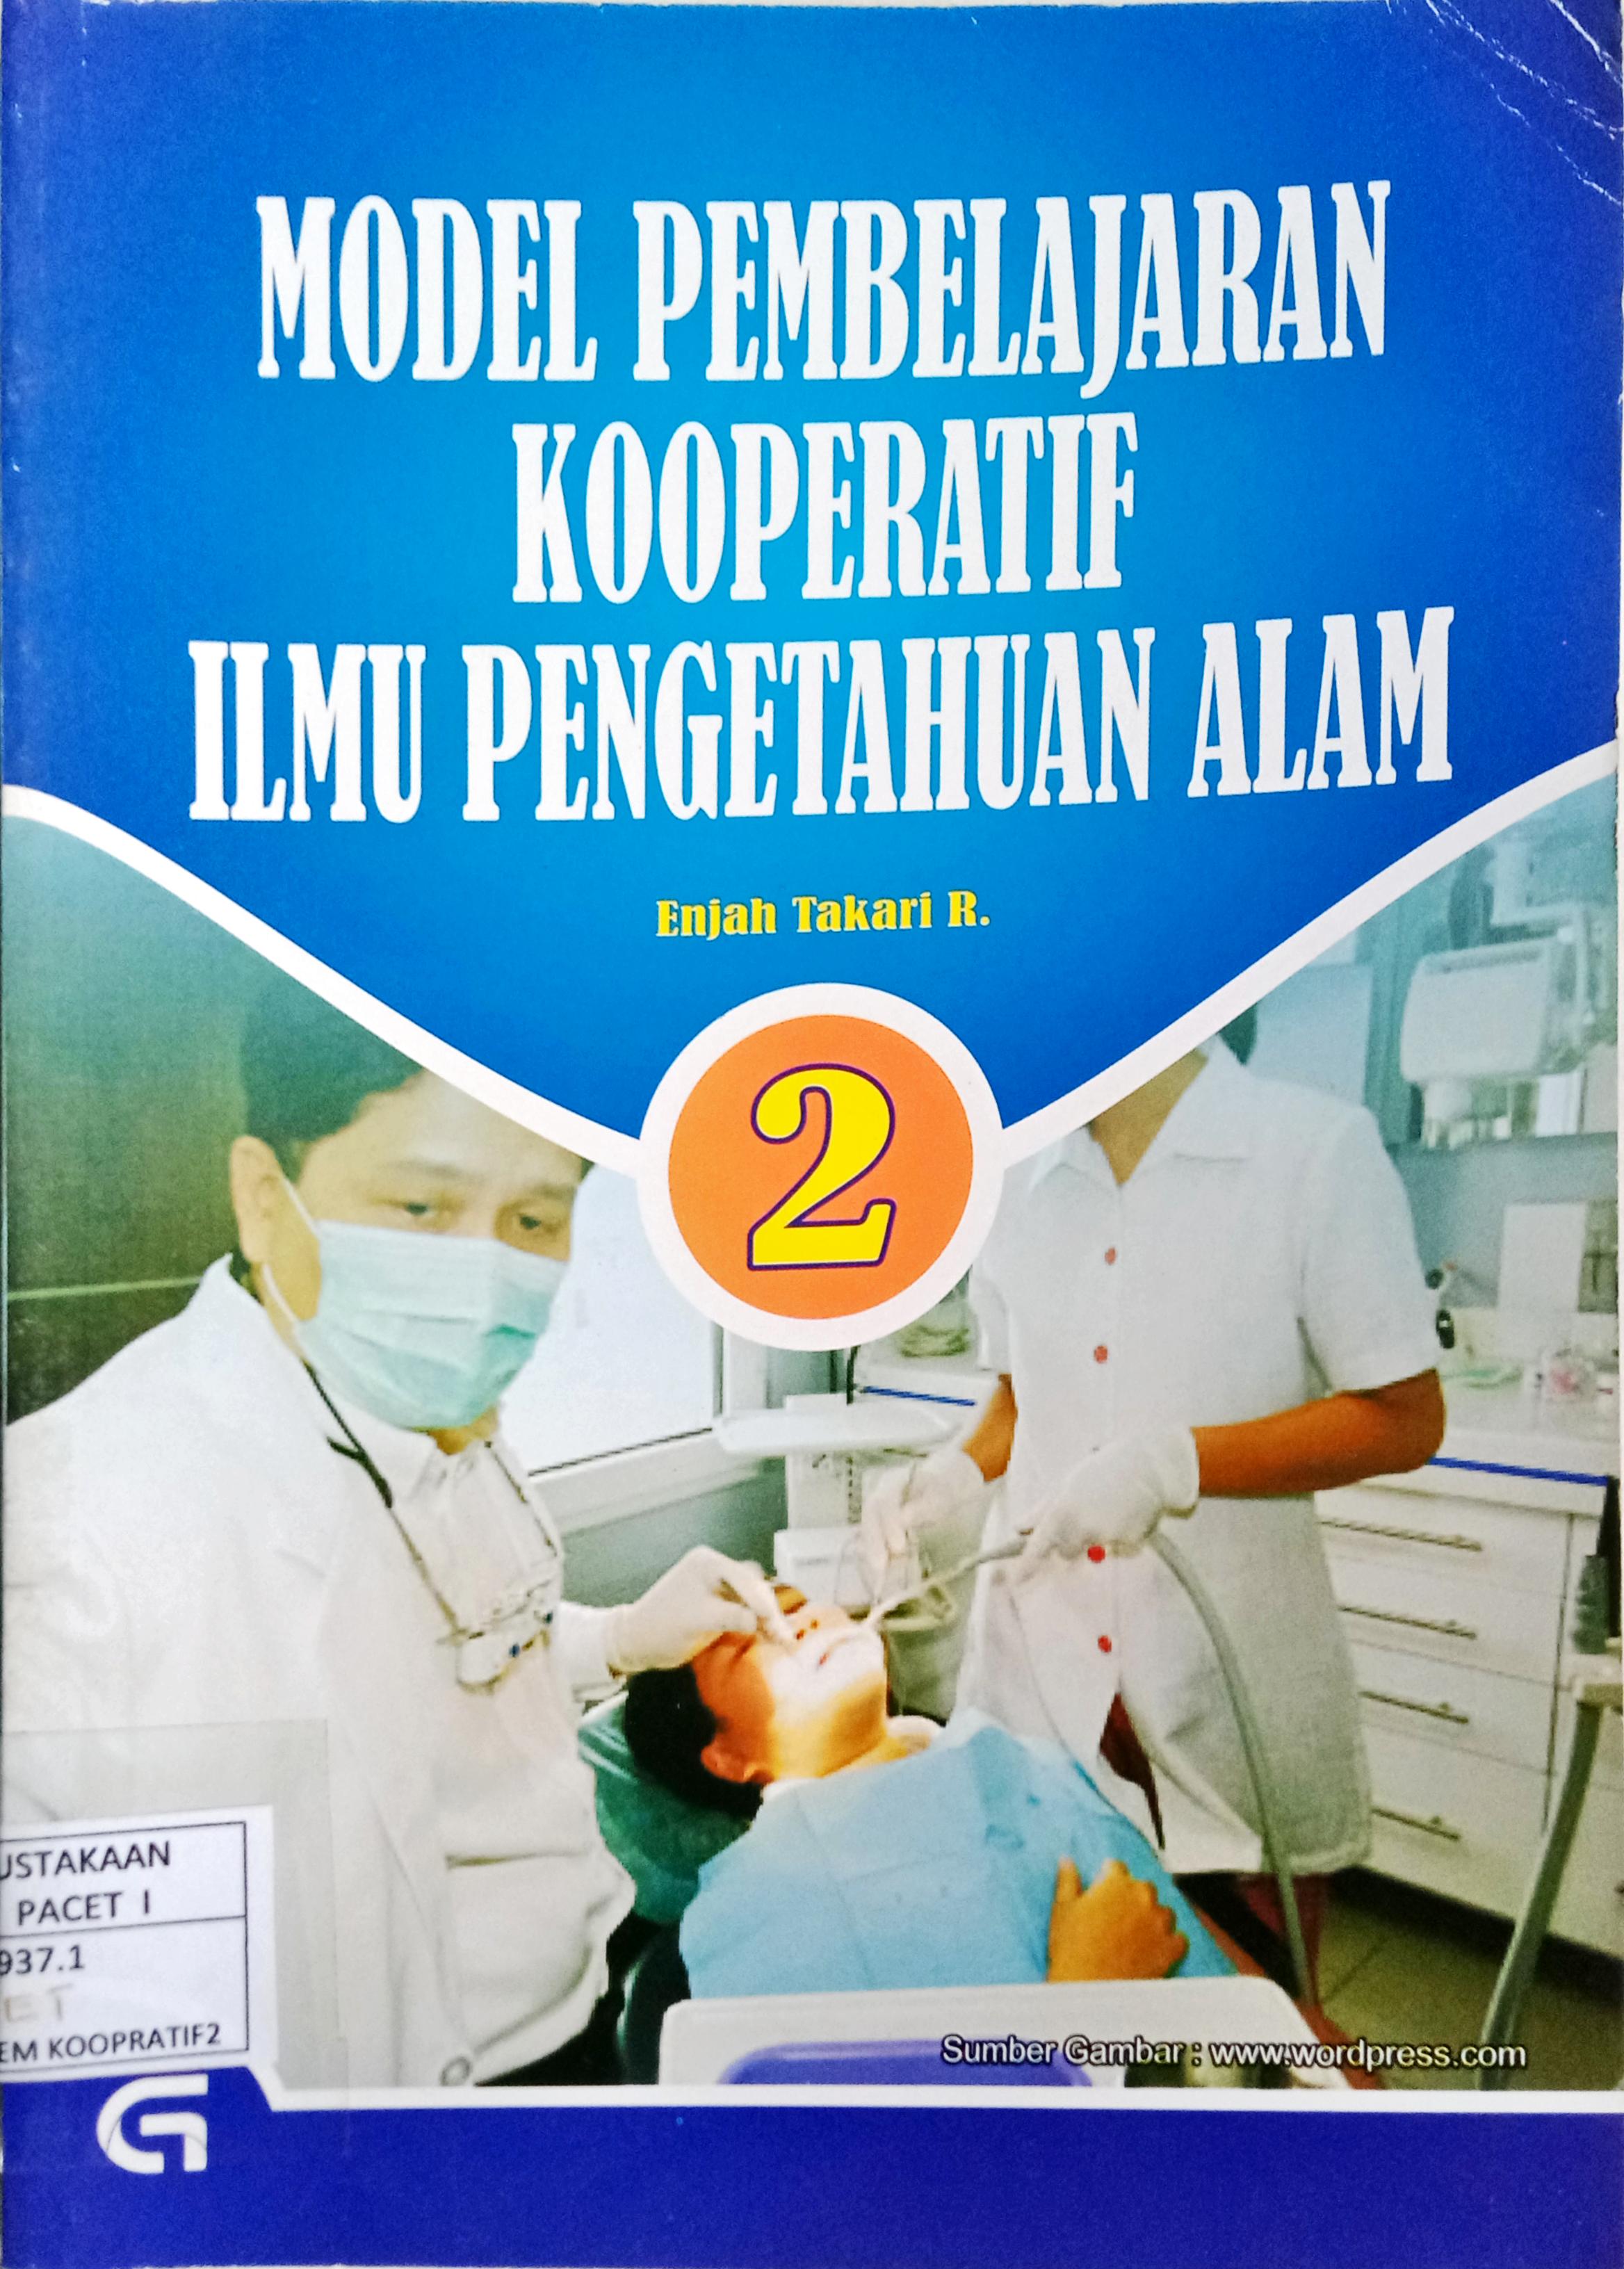 MODEL PEMBELAJARAN
KOOPERATIF
ILMU PENGETAHUAN ALAM
Enjah Takari R.
2
USTAKAAN
PACET I
937.1
ET
EM KOOPRATIF2
Sumber Gambar : www.wordpress.com